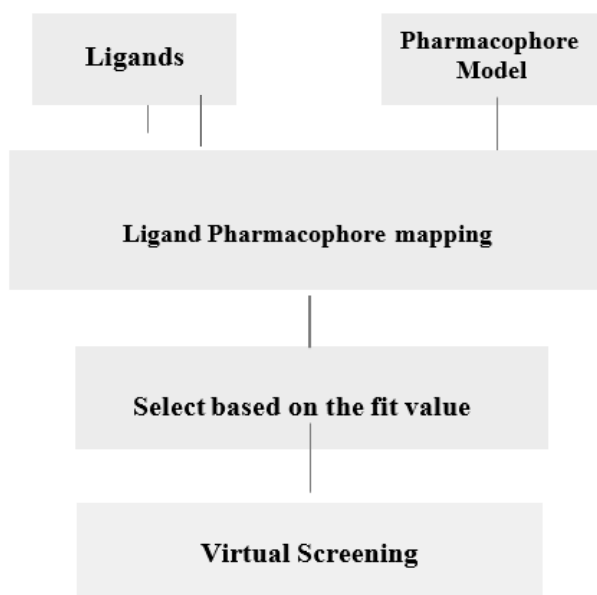 Ligands
Pharmacophore
Model
Ligand Pharmacophore mapping
Select based on the fit value
Virtual Screening